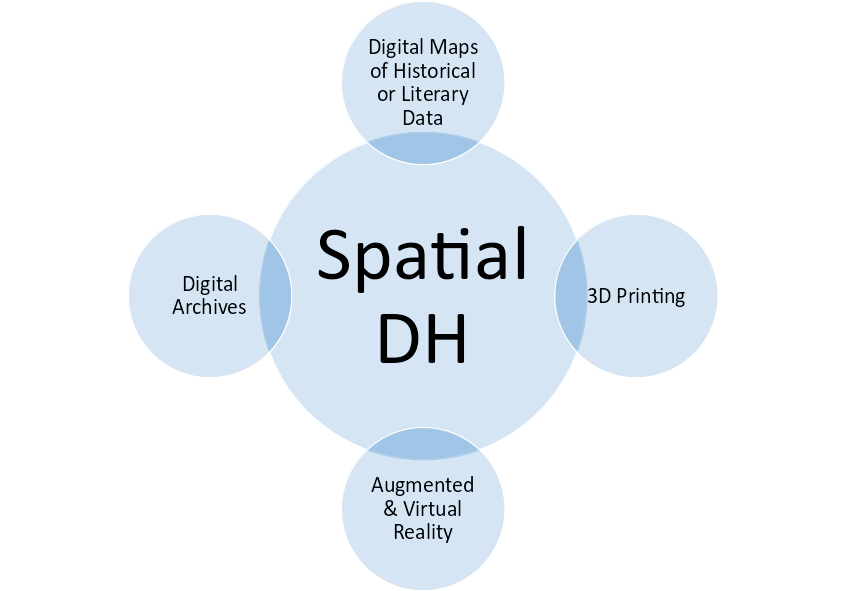 Digital Maps
of Historical
or Literary
Data
Spatial
DH
Digital
Archives
3D Printing
Augmented
& Virtual
Reality